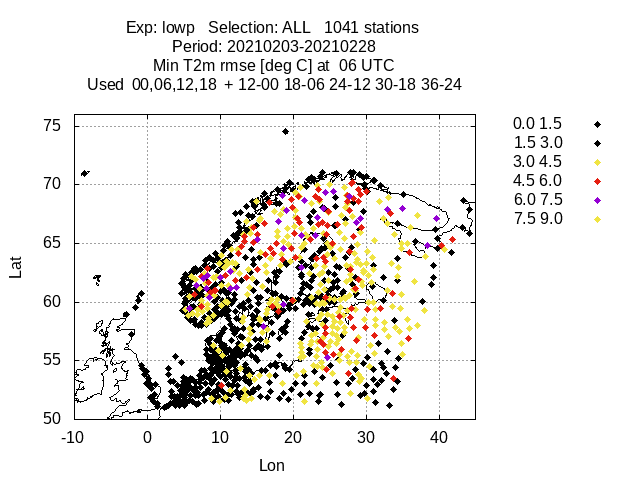 Exp: lowp Selection: ALL 1041 stations
Period: 20210203-20210228
Min T2m rmse [deg C] at 06 UTC
Used 00,06,12,18 + 12-00 18-06 24-12 30-18 36-24
0.0 1.5
1.5 3.0
3.0 4.5
4.5 6.0
6.0 7.5
7.5 9.0
75
70
65
60
55
50
Lat
-10 0 10 20 30 40
Lon